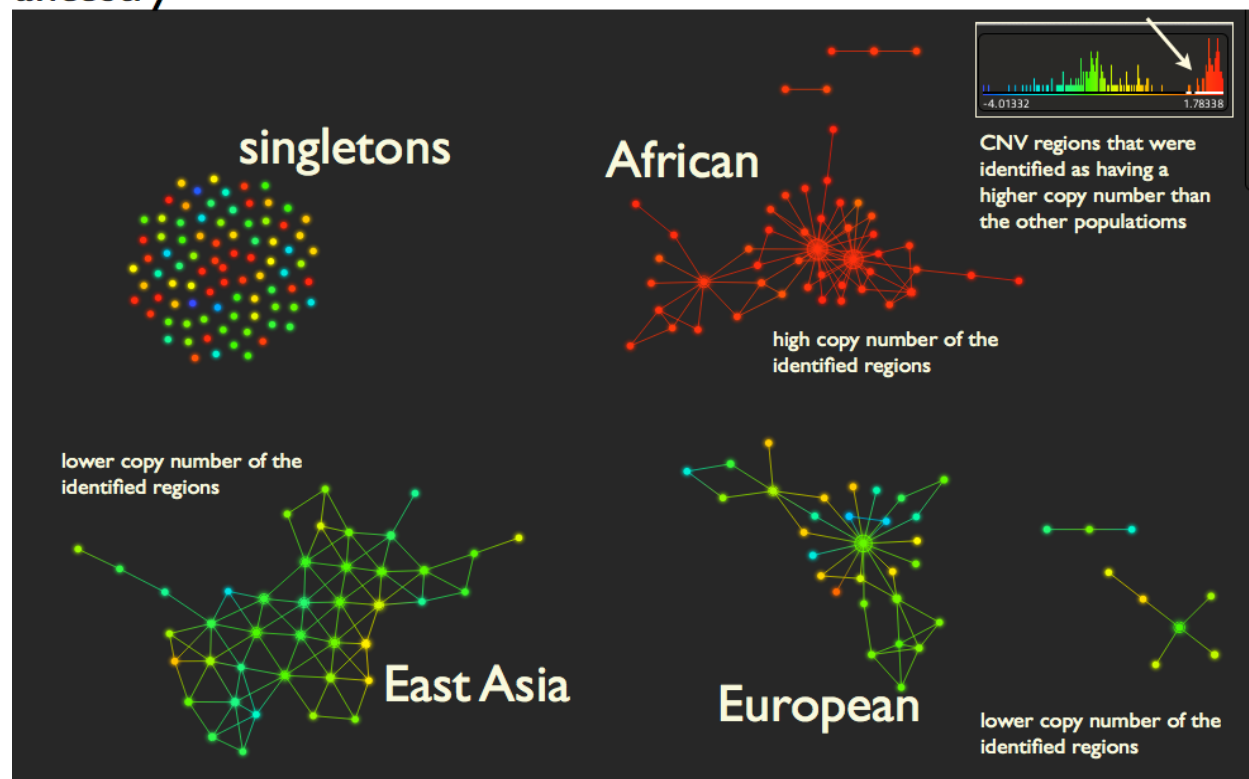 singletons
African
-4.01332 1.78338
CNV regions that were
identified as having a
higher copy number than
the other populatioms
high copy number of the
identified regions
lower copy number of the
identified regions
East Asia
European
lower copy number of the
identified regions